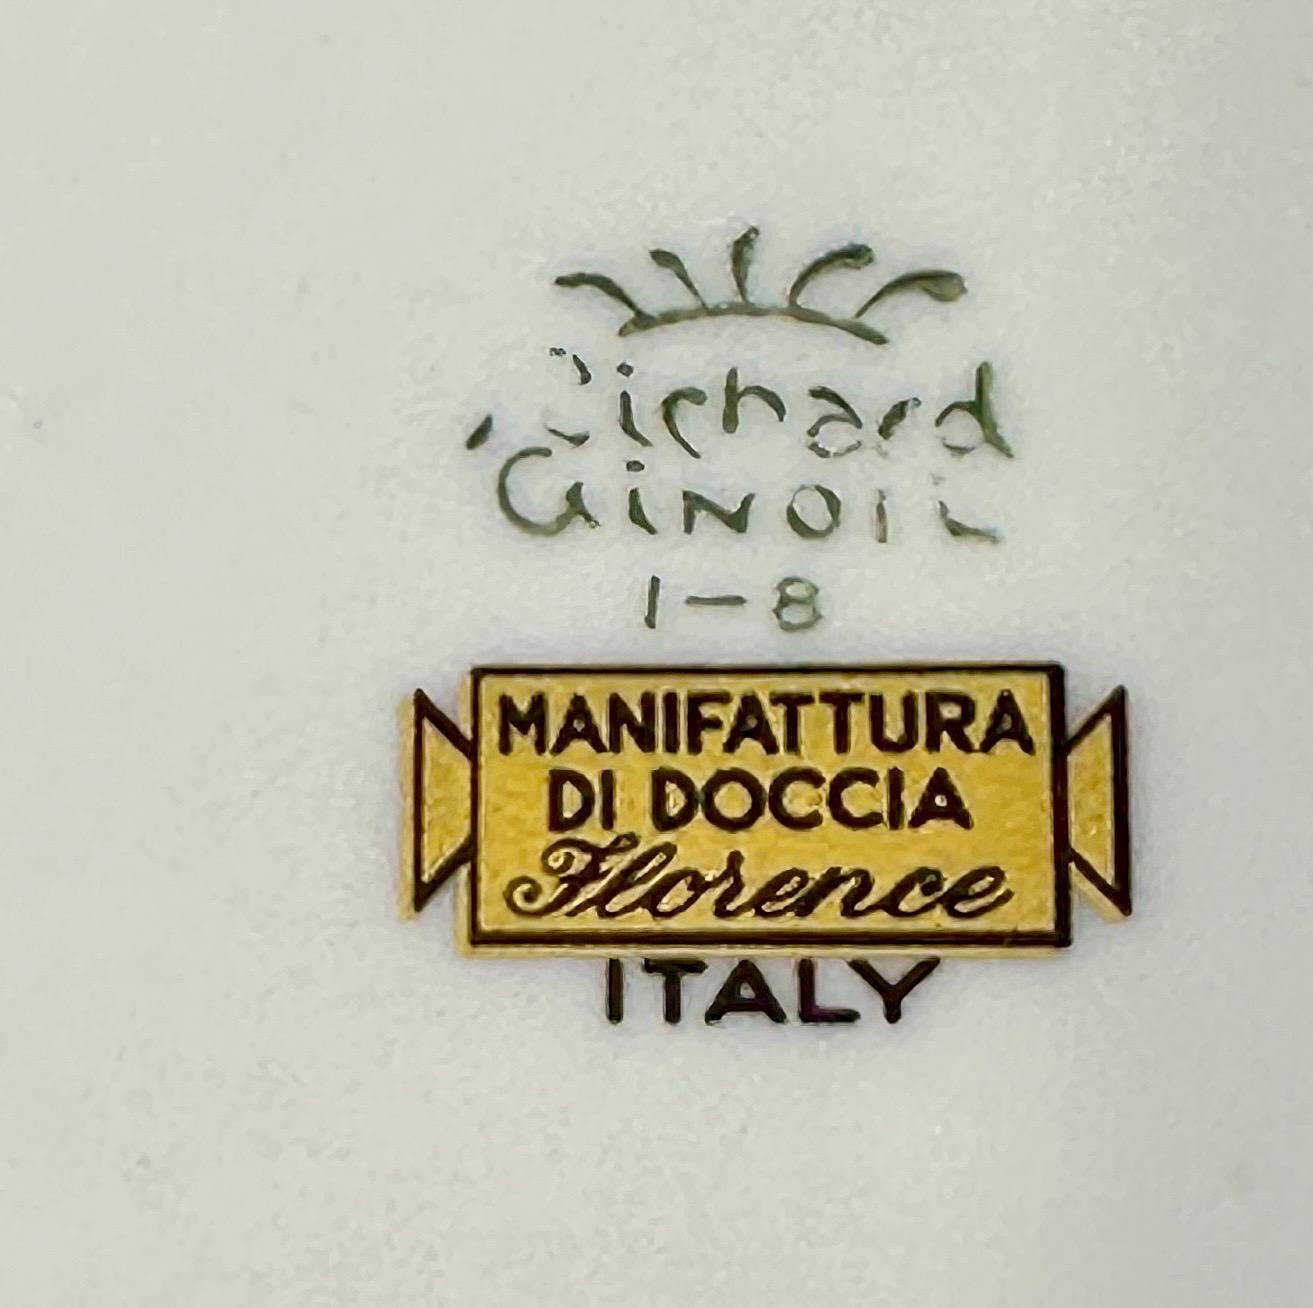 Richard
Ginori
1-8
MANIFATTURA
DI DOCCIA
Florence
ITALY